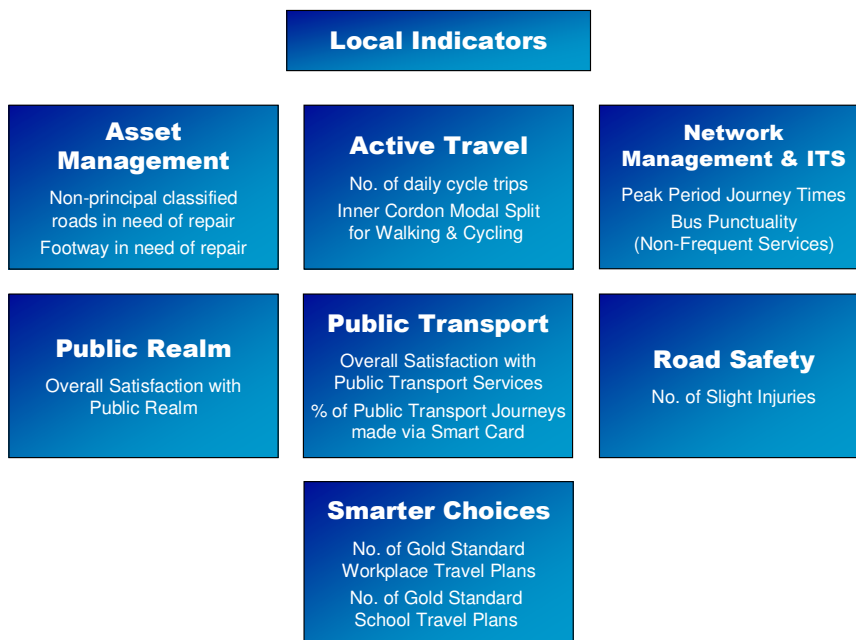 Local Indicators
Asset
Management
Non-principal classified
roads in need of repair
Footway in need of repair
Active Travel
No. of daily cycle trips
Inner Cordon Modal Split
for Walking & Cycling
Network
Management & ITS
Peak Period Journey Times
Bus Punctuality
(Non-Frequent Services)
Public Realm
Overall Satisfaction with
Public Realm
Public Transport
Overall Satisfaction with
Public Transport Services
% of Public Transport Journeys
made via Smart Card
Road Safety
No. of Slight Injuries
Smarter Choices
No. of Gold Standard
Workplace Travel Plans
No. of Gold Standard
School Travel Plans